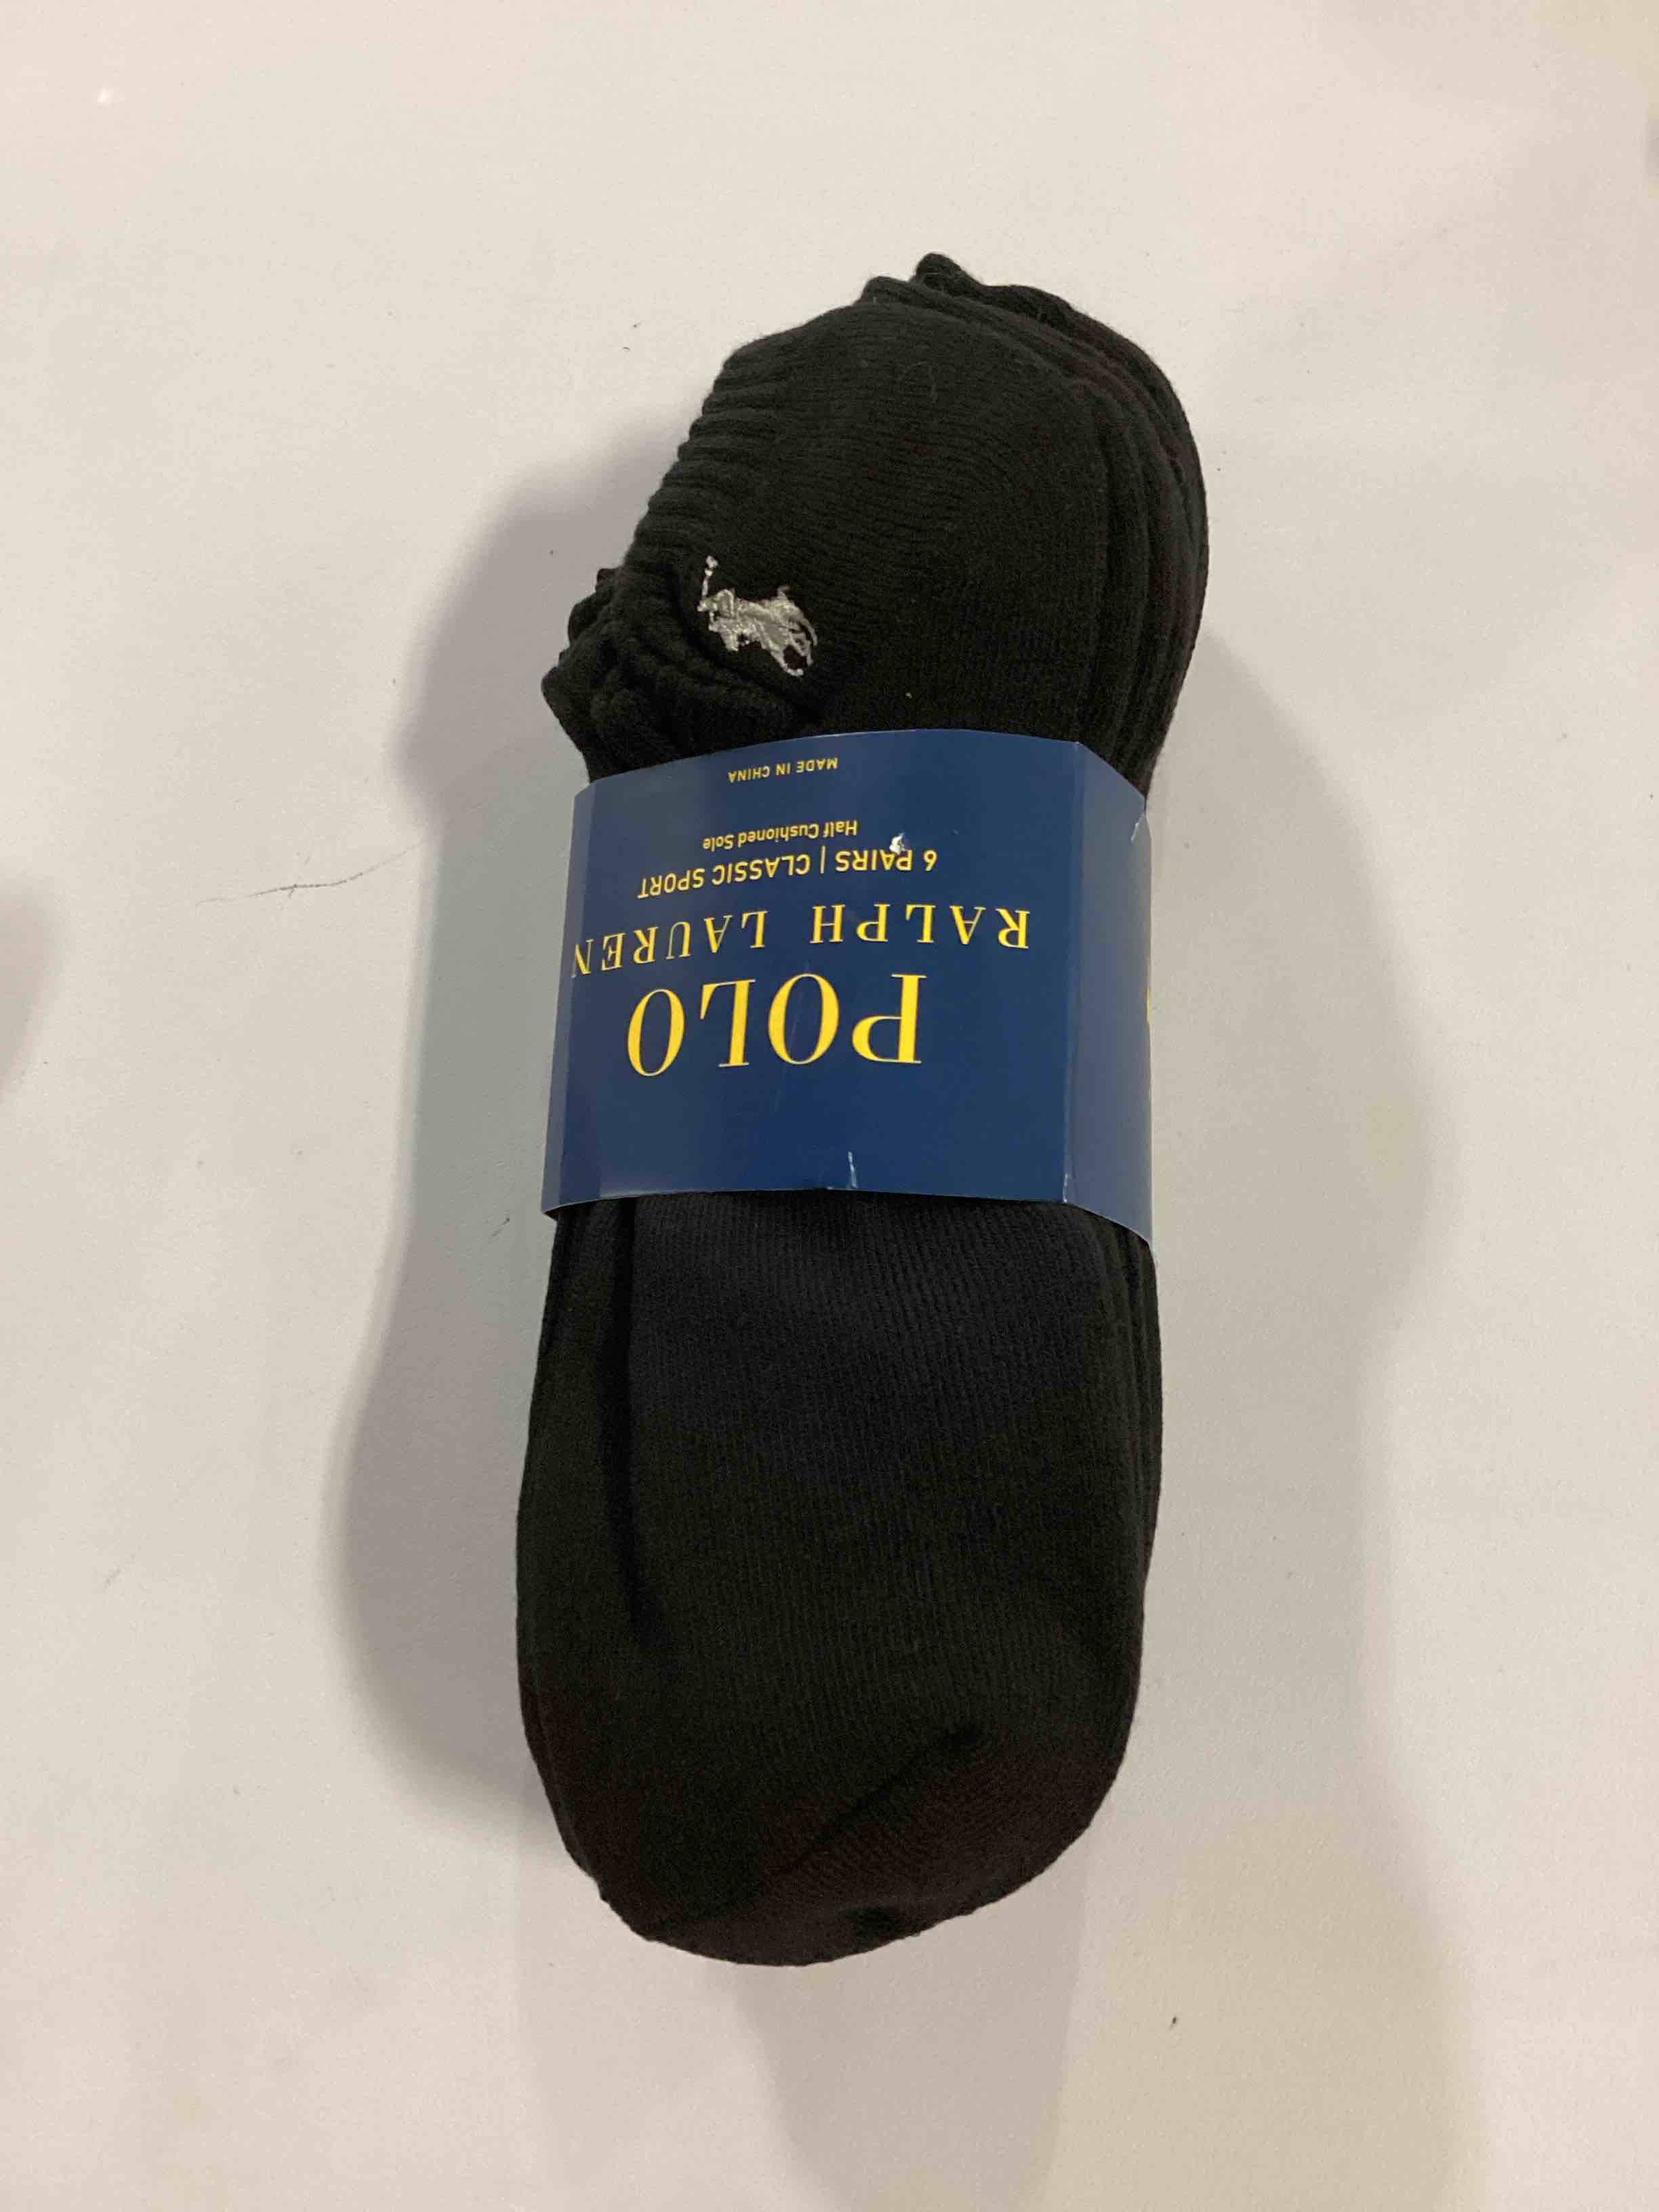 POLO
RALPH LAUREN
6 PAIRS | CLASSIC SPORT
Half Cushioned Sole
MADE IN CHINA